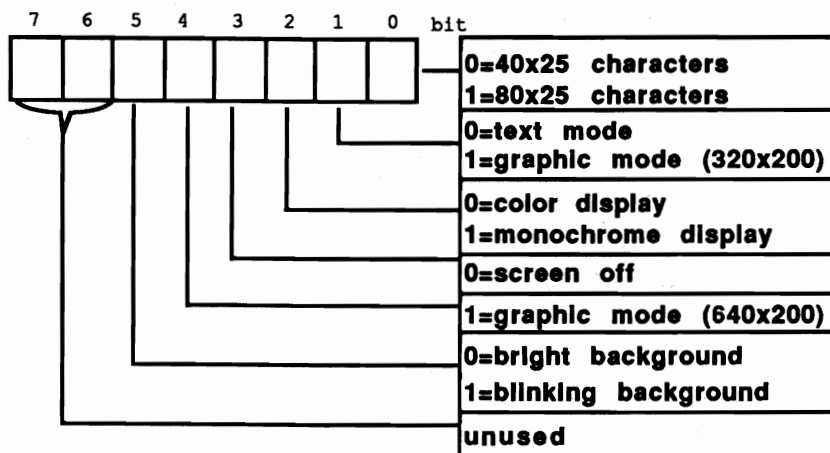 7 6 5 4 3 2 1 0 bit
0=40x25 characters
1=80x25 characters
0=text mode
1=graphic mode (320x200)
0=color display
1=monochrome display
0=screen off
1=graphic mode (640x200)
0=bright background
1=blinking background
unused